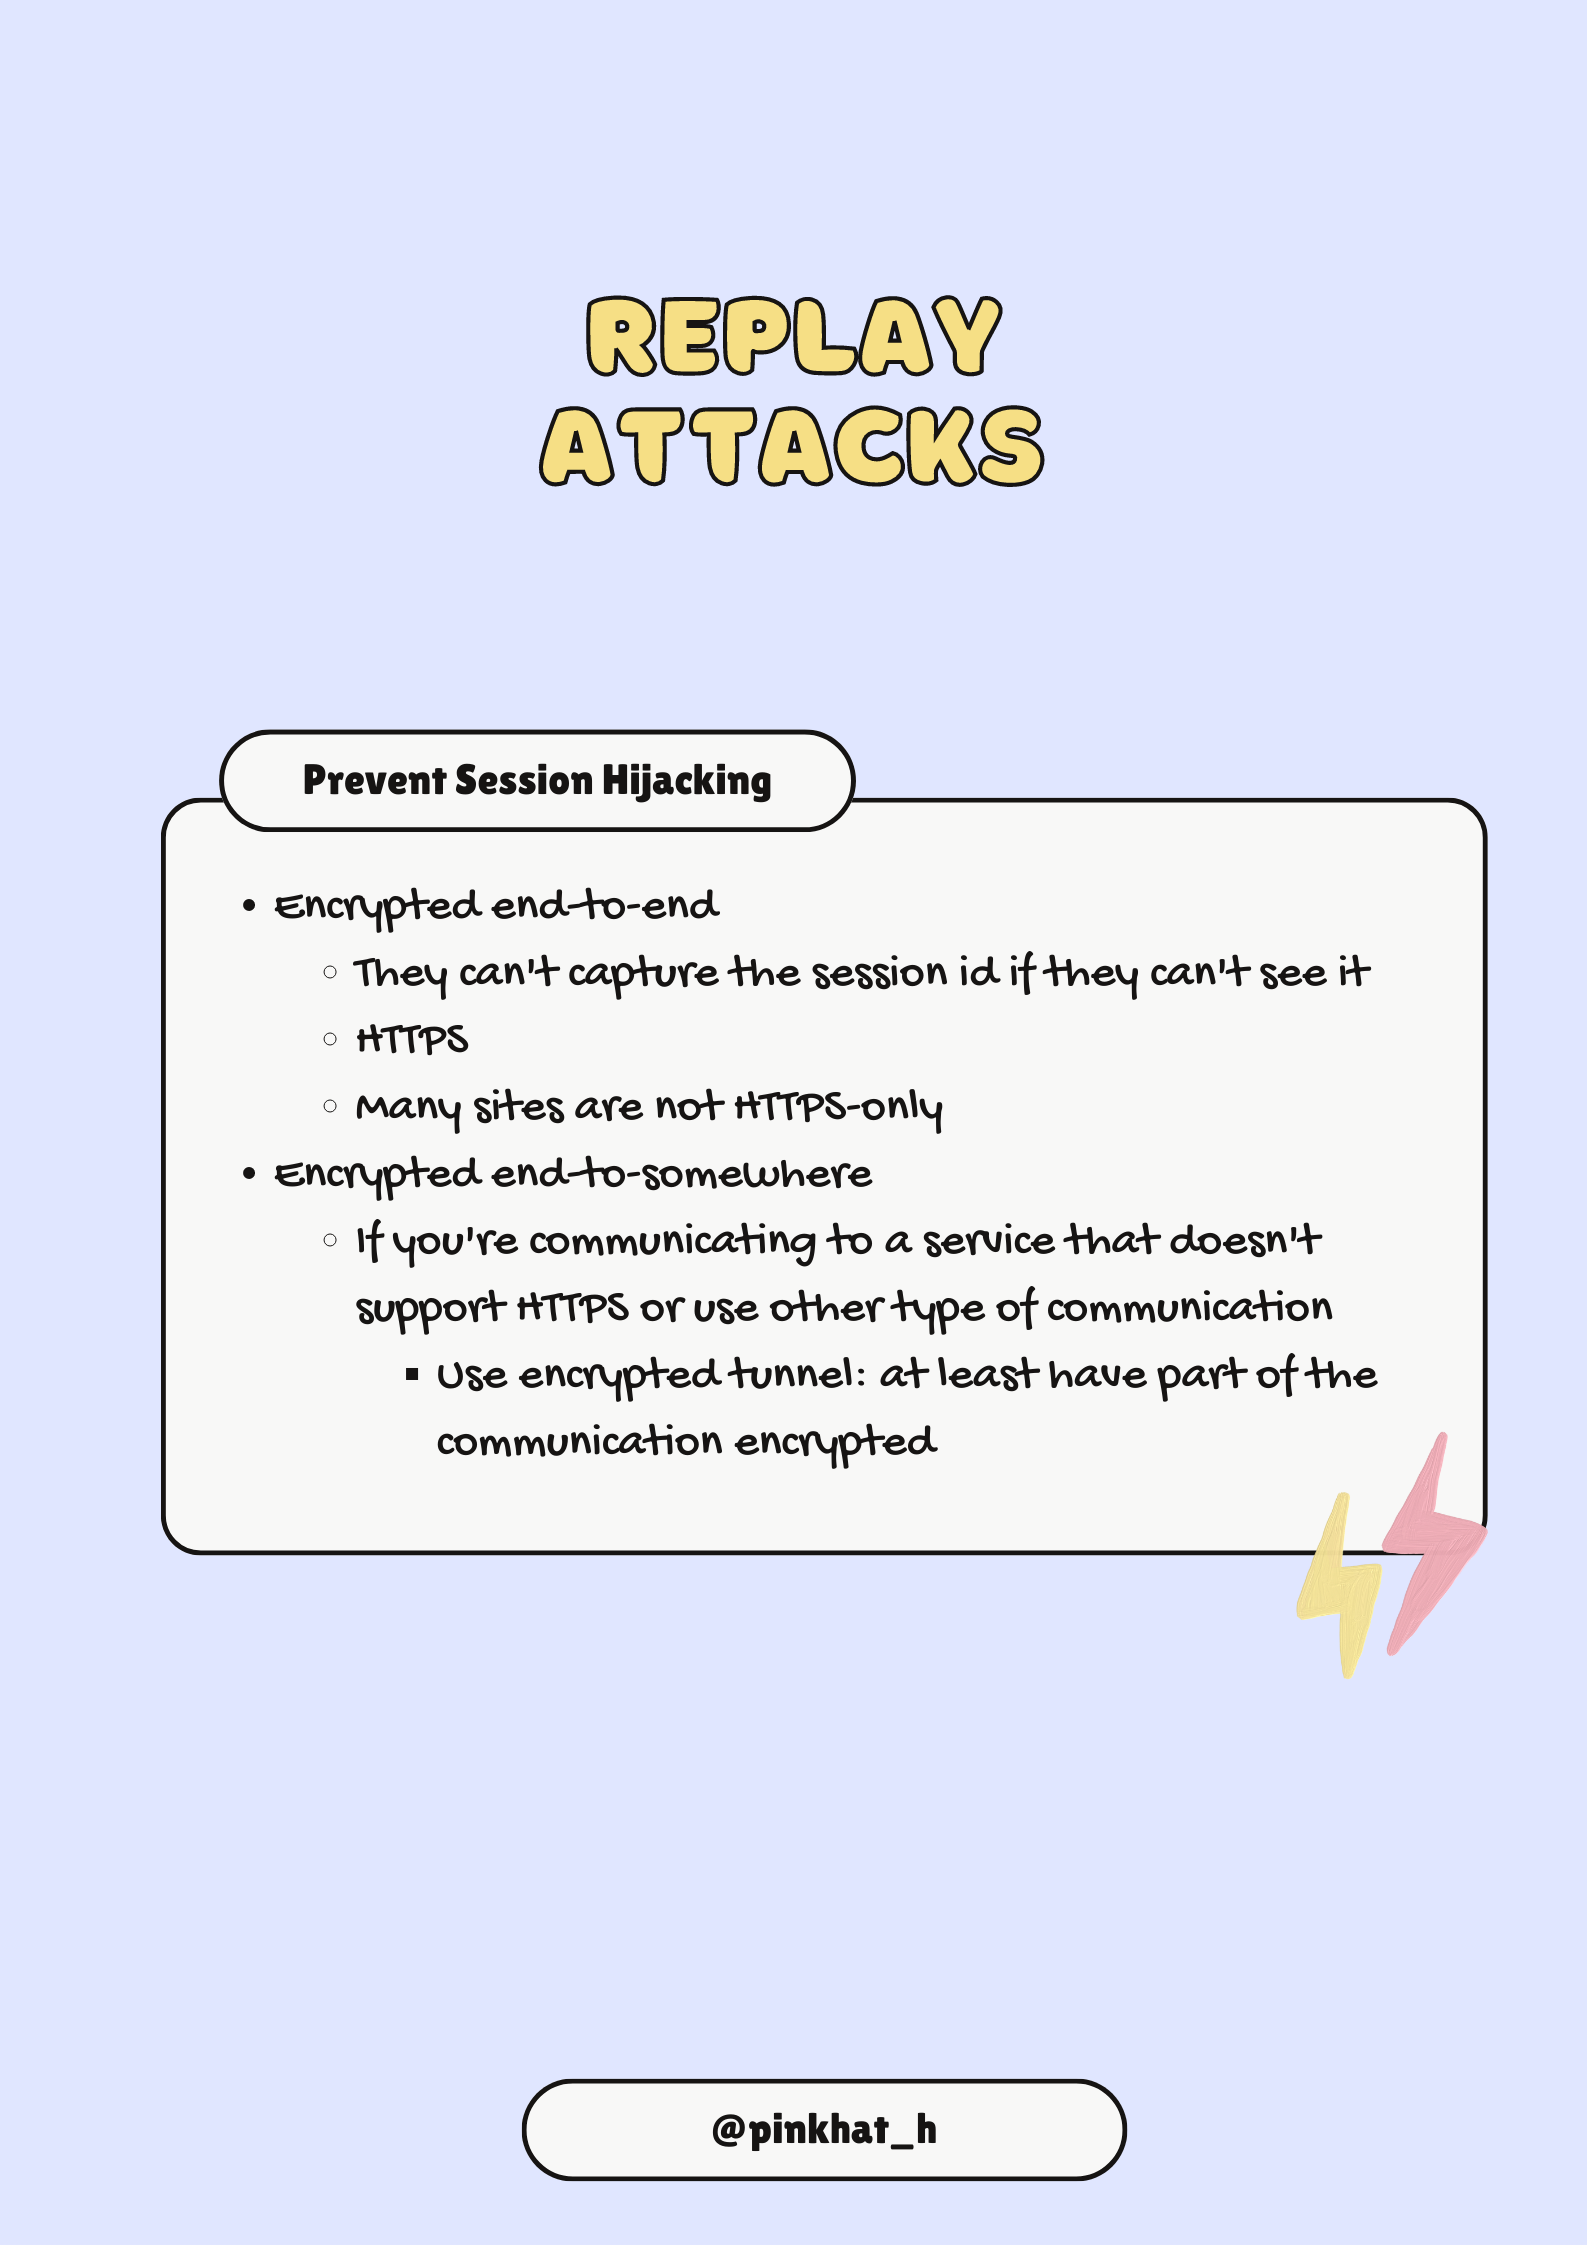 REPLAY
ATTACKS
Prevent Session Hijacking
• Encrypted end-to-end
○ They can't capture the session id if they can't see it
○ HTTPS
○ Many sites are not HTTPS-only
• Encrypted end-to-somewhere
○ If you're communicating to a service that doesn't
support HTTPS or use other type of communication
▪ Use encrypted tunnel: at least have part of the
communication encrypted
@pinkhat_h